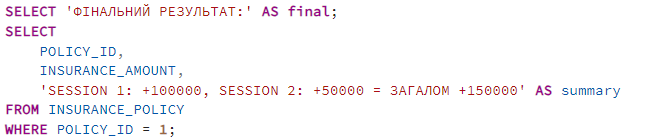 SELECT 'ФІНАЛЬНИЙ РЕЗУЛЬТАТ:' AS final;
SELECT
POLICY_ID,
INSURANCE_AMOUNT,
'SESSION 1: +100000, SESSION 2: +50000 = ЗАГАЛОМ +150000' AS summary
FROM INSURANCE_POLICY
WHERE POLICY_ID = 1;